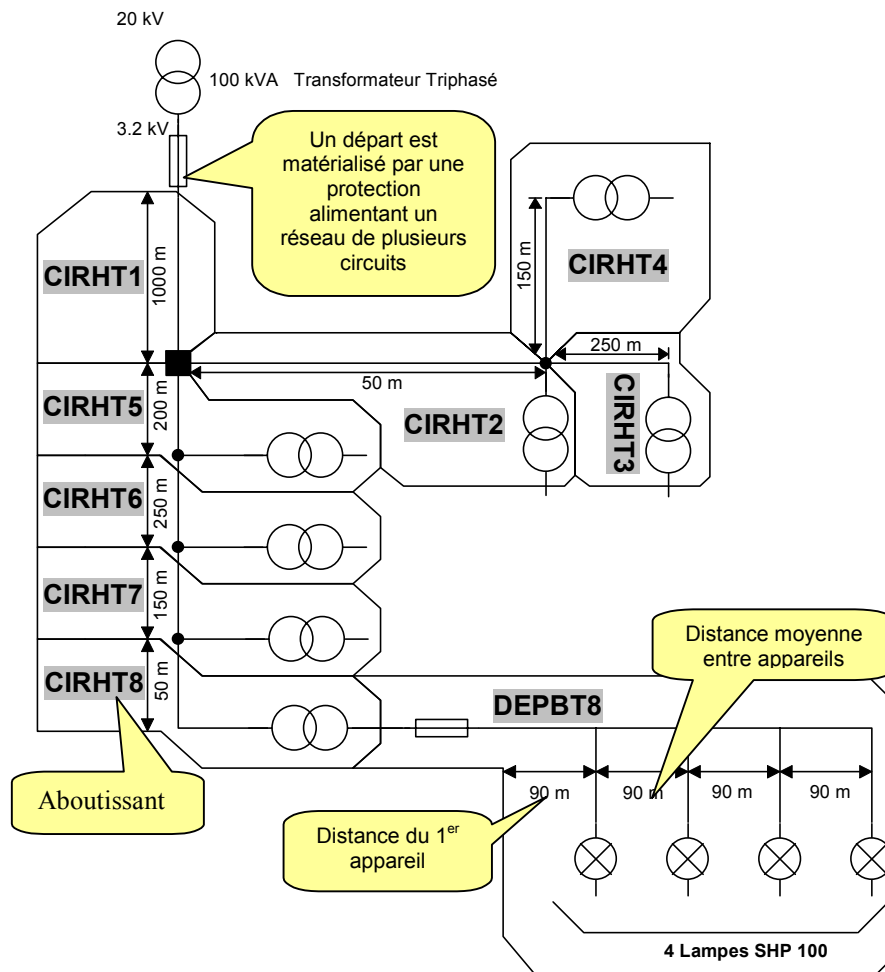 20 kV
100 kVA Transformateur Triphasé
3.2 kV
Un départ est
matérialisé par une
protection
alimentant un
réseau de plusieurs
circuits
CIRHT1
1000 m
CIRHT4
150 m
250 m
50 m
CIRHT5
200 m
CIRHT2
CIRHT3
CIRHT6
250 m
CIRHT7
150 m
Distance moyenne
entre appareils
CIRHT8
50 m
DEPBT8
Aboutissant
90 m
90 m
90 m
90 m
Distance du 1er
appareil
4 Lampes SHP 100